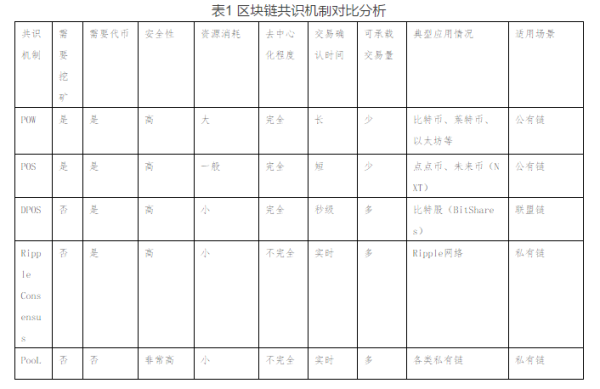 表1 区块链共识机制对比分析
共识机制 需要挖矿 需要代币 安全性 资源消耗 去中心化程度 交易确认时间 可承载交易量 典型应用情况 适用场景
POW 是 是 高 大 完全 长 少 比特币、莱特币、以太坊等 公有链
POS 是 是 高 一般 完全 短 少 点点币、未来币（NXT） 公有链
DPOS 否 是 高 小 完全 秒级 多 比特股（BitShares） 联盟链
Ripple Consensus 否 是 高 小 不完全 实时 多 Ripple网络 私有链
PooL 否 否 非常高 小 不完全 实时 多 各类私有链 私有链